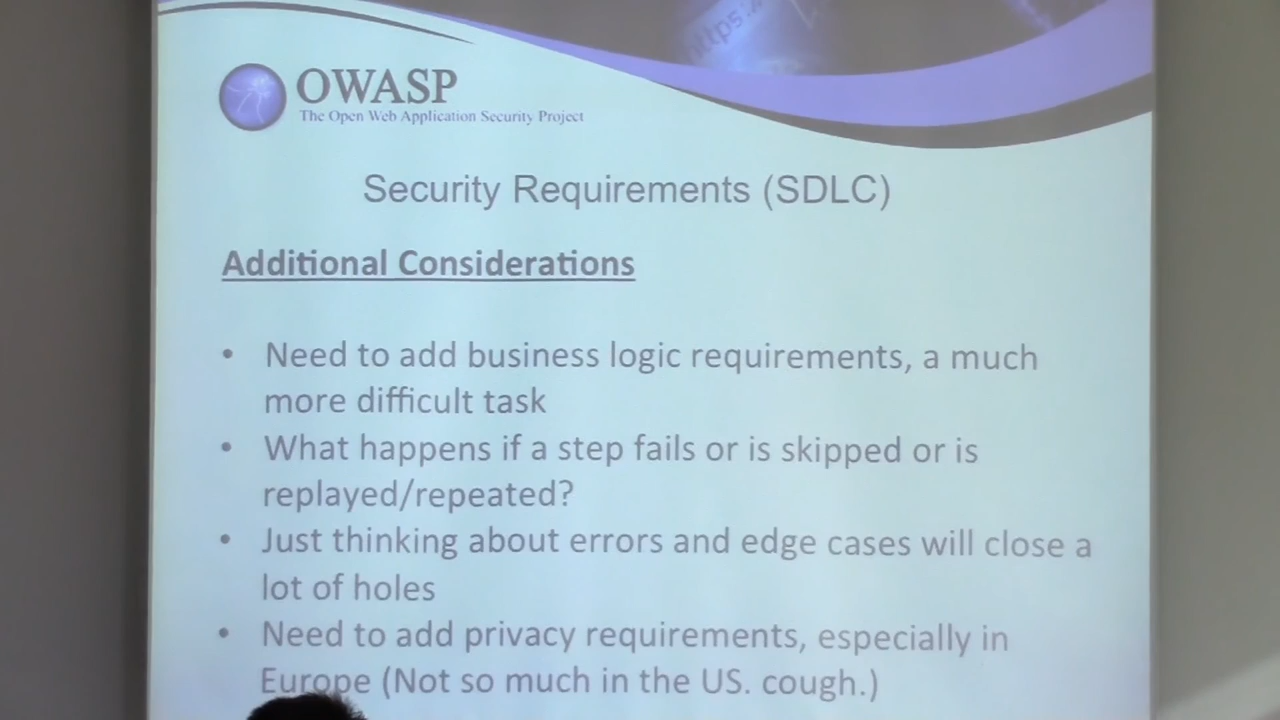 https:/
OWASP
The Open Web Application Security Project
Security Requirements (SDLC)
Additional Considerations
• Need to add business logic requirements, a much
more difficult task
• What happens if a step fails or is skipped or is
replayed/repeated?
• Just thinking about errors and edge cases will close a
lot of holes
• Need to add privacy requirements, especially in
Europe (Not so much in the US. cough.)